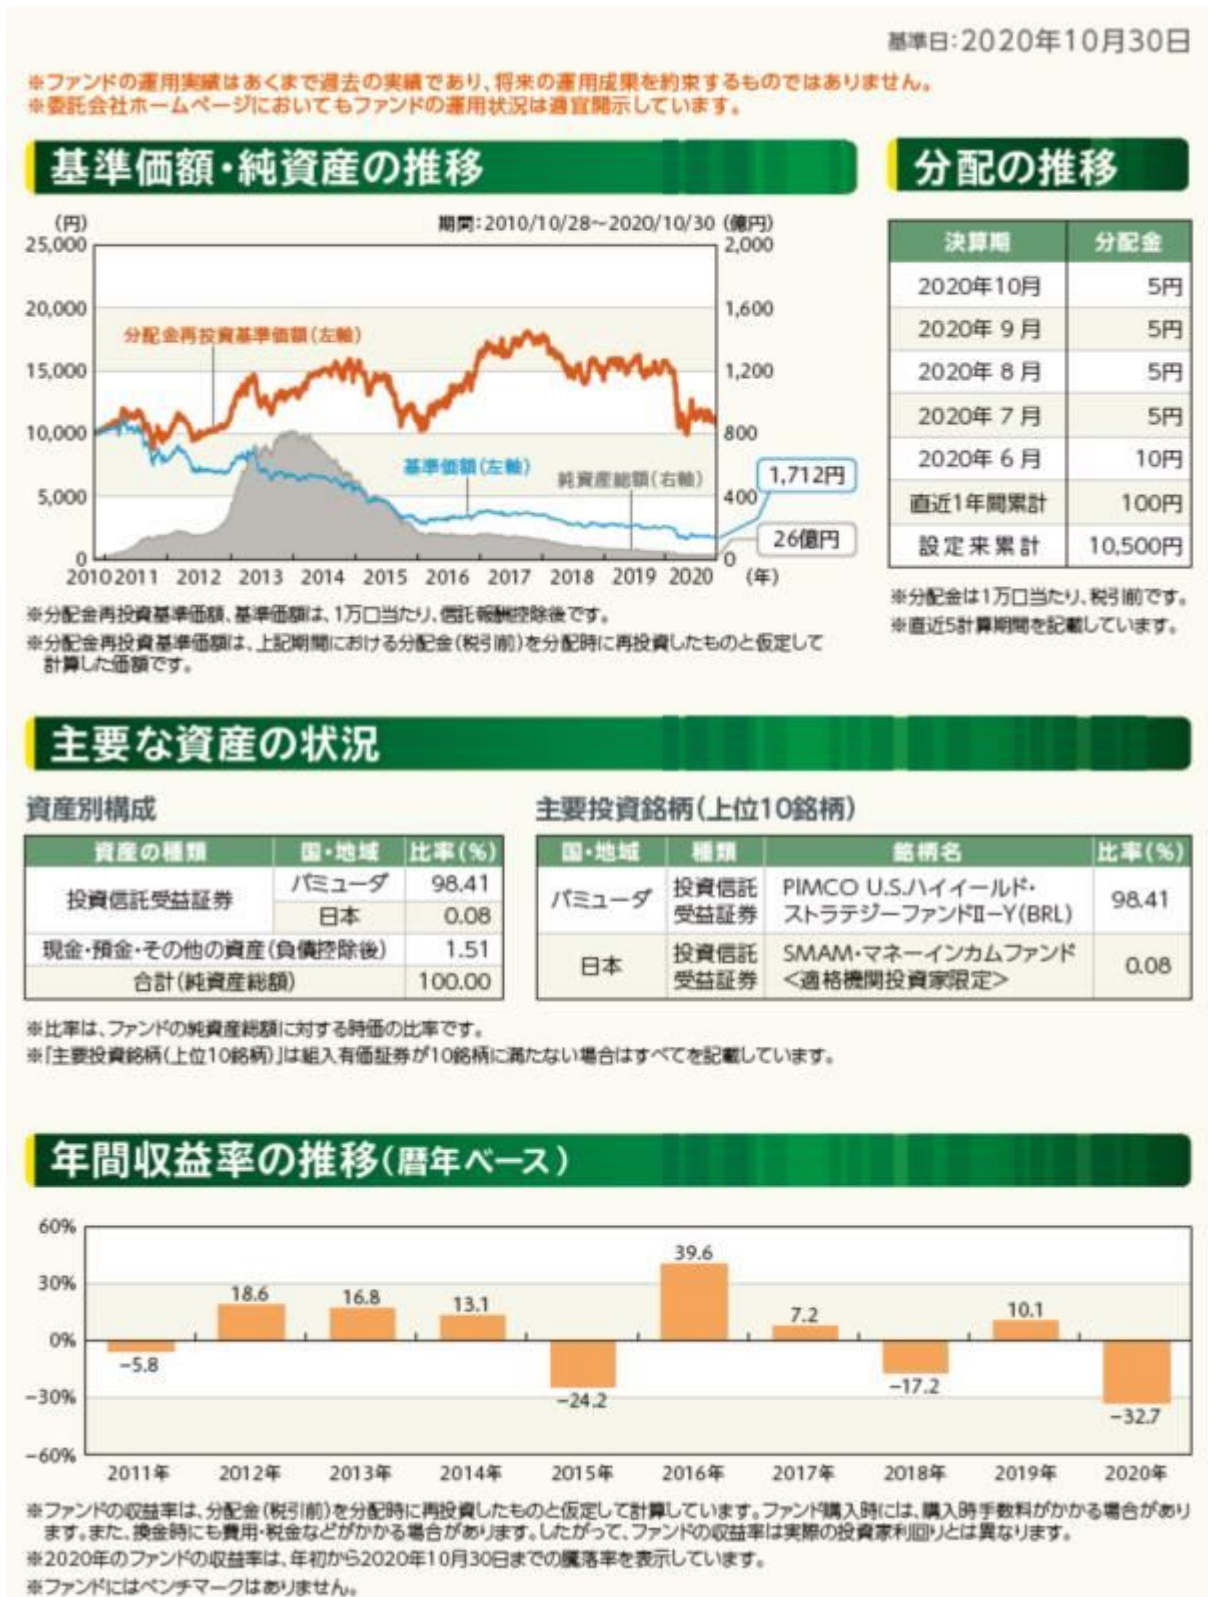 基準日:2020年10月30日
※ファンドの運用実績はあくまで過去の実績であり、将来の運用成果を約束するものではありません。
※委託会社ホームページにおいてもファンドの運用状況は適宜開示しています。
基準価額・純資産の推移
(円) 期間:2010/10/28～2020/10/30 (億円)
25,000 2,000
20,000 1,600
分配金再投資基準価額(左軸)
15,000 1,200
10,000 800
基準価額(左軸) 純資産総額(右軸) 1,712円
5,000 400
26億円
0 0
2010 2011 2012 2013 2014 2015 2016 2017 2018 2019 2020 (年)
※分配金再投資基準価額、基準価額は、1万口当たり、信託報酬控除後です。
※分配金再投資基準価額は、上記期間における分配金(税引前)を分配時に再投資したものと仮定して
計算した価額です。
分配の推移
決算期 分配金
2020年10月 5円
2020年 9 月 5円
2020年 8 月 5円
2020年 7 月 5円
2020年 6 月 10円
直近1年間累計 100円
設定来累計 10,500円
※分配金は1万口当たり、税引前です。
※直近5計算期間を記載しています。
主要な資産の状況
資産別構成
資産の種類 国・地域 比率(%)
投資信託受益証券 バミューダ 98.41
日本 0.08
現金・預金・その他の資産(負債控除後) 1.51
合計(純資産総額) 100.00
主要投資銘柄(上位10銘柄)
国・地域 種類 銘柄名 比率(%)
バミューダ 投資信託 PIMCO U.S.ハイイールド・ 98.41
受益証券 ストラテジーファンドⅡ－Y(BRL)
日本 投資信託 SMAM・マネーインカムファンド 0.08
受益証券 <適格機関投資家限定>
※比率は、ファンドの純資産総額に対する時価の比率です。
※「主要投資銘柄(上位10銘柄)」は組入有価証券が10銘柄に満たない場合はすべてを記載しています。
年間収益率の推移(暦年ベース)
60%
39.6
30%
18.6 16.8 13.1 7.2 10.1
0%
-5.8 -24.2 -17.2 -32.7
-30%
-60%
2011年 2012年 2013年 2014年 2015年 2016年 2017年 2018年 2019年 2020年
※ファンドの収益率は、分配金(税引前)を分配時に再投資したものと仮定して計算しています。ファンド購入時には、購入時手数料がかかる場合があり
ます。また、換金時にも費用・税金などがかかる場合があります。したがって、ファンドの収益率は実際の投資家利回りとは異なります。
※2020年のファンドの収益率は、年初から2020年10月30日までの騰落率を表示しています。
※ファンドにはベンチマークはありません。